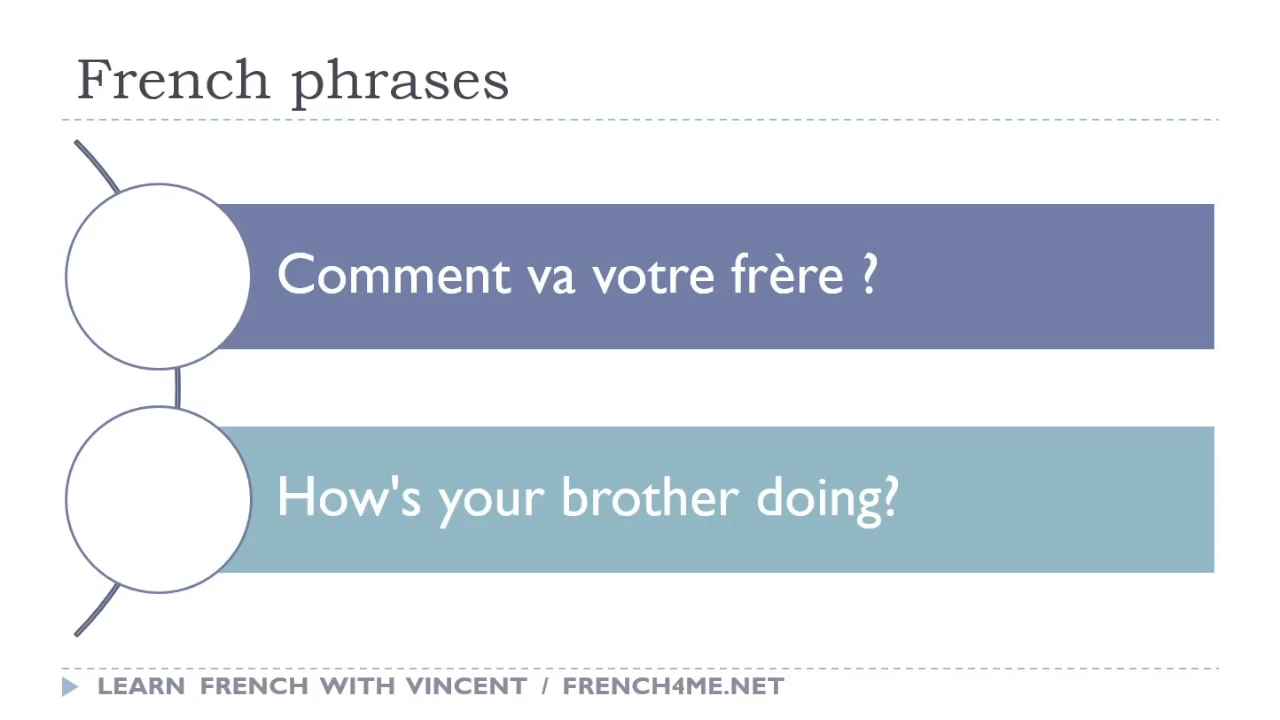 French phrases
Comment va votre frère ?
How's your brother doing?
LEARN FRENCH WITH VINCENT / FRENCH4ME.NET